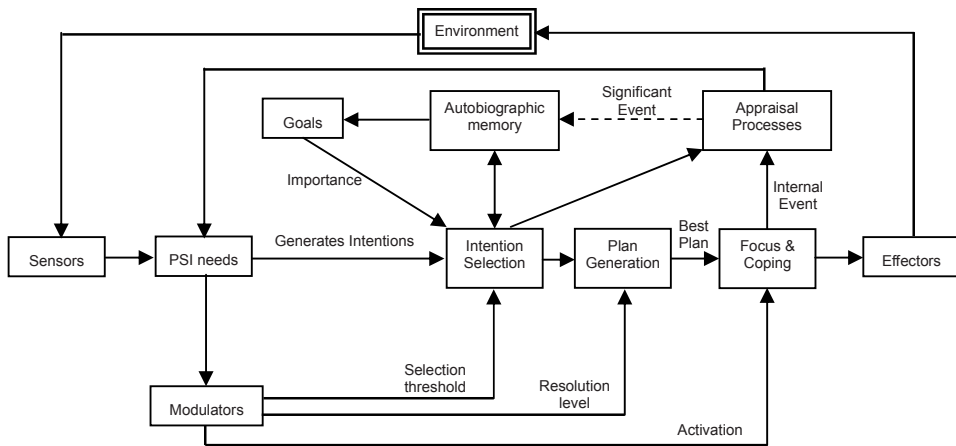 Environment
Significant
Event
Autobiographic
memory
Appraisal
Processes
Goals
Importance
Internal
Event
Generates Intentions
Best
Plan
Sensors
PSI needs
Intention
Selection
Plan
Generation
Focus &
Coping
Effectors
Selection
threshold
Resolution
level
Modulators
Activation